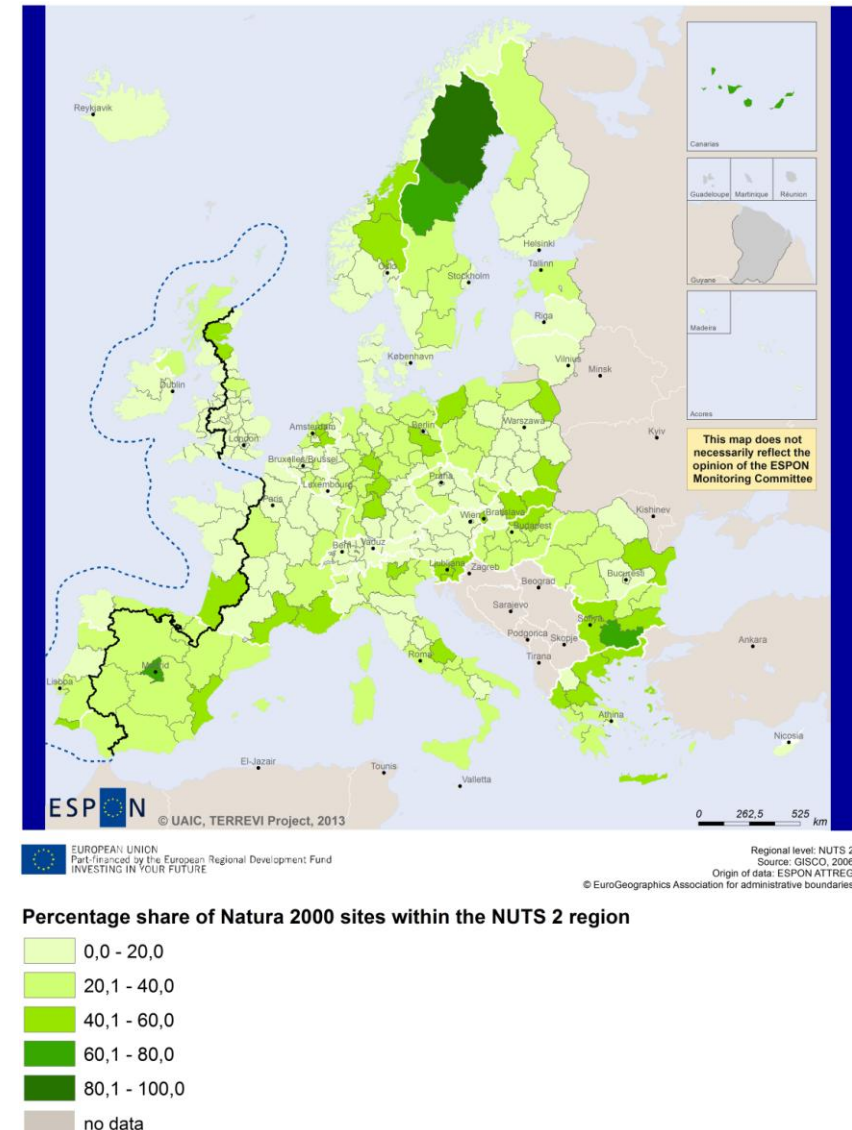 Reykjavik
Canarias
Guadeloupe Martinique Réunion
Helsinki
Oslo
Tallinn
Stockholm
Guyane
Riga
Madeira
København
Vilnius
Minsk
Dublin
Acores
Amsterdam
Berlin
Warszawa
London
Kyiv
This map does not
necessarily reflect the
opinion of the ESPON
Monitoring Committee
Bruxelles/Brussel
Luxembourg
Praha
Paris
Wien
Bratislava
Kishinev
Bern
Vaduz
Budapest
Ljubljana
Zagreb
Bucuresti
Beograd
Sarajevo
Sofiya
Podgorica
Skopje
Ankara
Roma
Tirana
Madrid
Lisboa
Athina
Nicosia
El-Jazair
Tounis
Valletta
ESPON
© UAIC, TERREVI Project, 2013
0 262,5 525
km
EUROPEAN UNION
Part-financed by the European Regional Development Fund
INVESTING IN YOUR FUTURE
Regional level: NUTS 2
Source: GISCO, 2006
Origin of data: ESPON ATTREG
© EuroGeographics Association for administrative boundaries
Percentage share of Natura 2000 sites within the NUTS 2 region
0,0 - 20,0
20,1 - 40,0
40,1 - 60,0
60,1 - 80,0
80,1 - 100,0
no data